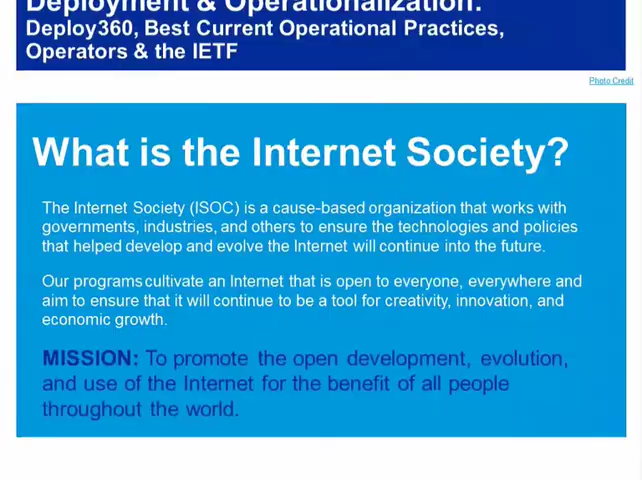 Deployment & Operationalization:
Deploy360, Best Current Operational Practices,
Operators & the IETF
Photo Credit
What is the Internet Society?
The Internet Society (ISOC) is a cause-based organization that works with
governments, industries, and others to ensure the technologies and policies
that helped develop and evolve the Internet will continue into the future.
Our programs cultivate an Internet that is open to everyone, everywhere and
aim to ensure that it will continue to be a tool for creativity, innovation, and
economic growth.
MISSION: To promote the open development, evolution,
and use of the Internet for the benefit of all people
throughout the world.